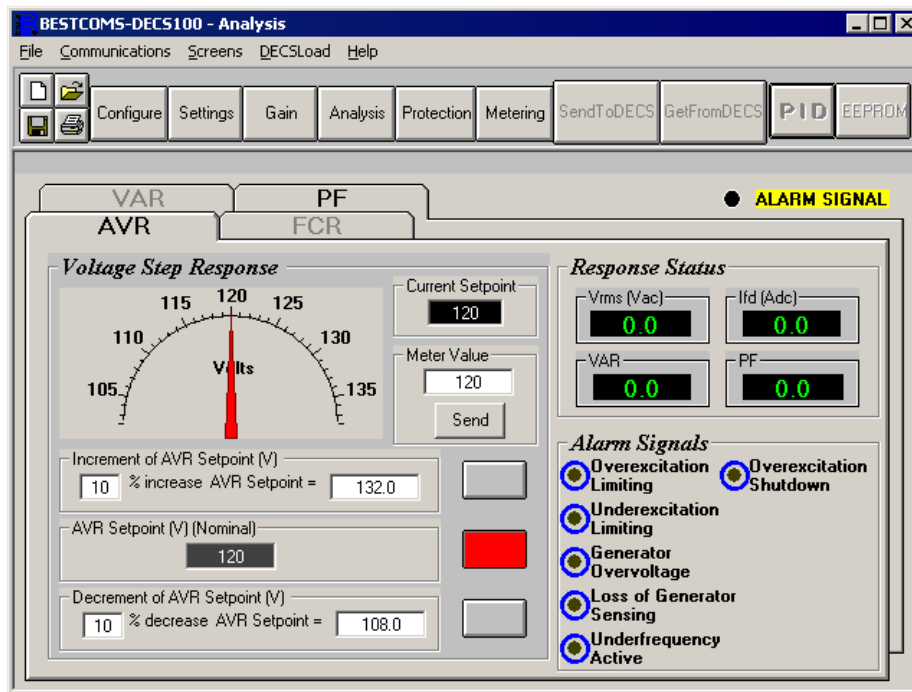 BESTCOMS-DECS100 - Analysis
File Communications Screens DECSLoad Help
Configure Settings Gain Analysis Protection Metering SendToDECS GetFromDECS PID EEPROM
VAR PF
ALARM SIGNAL
AVR FCR
Voltage Step Response
105 110 115 120 125 130 135
Volts
Current Setpoint
120
Meter Value
120
Send
Increment of AVR Setpoint (V)
10 % increase AVR Setpoint = 132.0
AVR Setpoint (V) (Nominal)
120
Decrement of AVR Setpoint (V)
10 % decrease AVR Setpoint = 108.0
Response Status
Vrms (Vac) Ifd (Adc)
0.0 0.0
VAR PF
0.0 0.0
Alarm Signals
Overexcitation Limiting
Overexcitation Shutdown
Underexcitation Limiting
Generator Overvoltage
Loss of Generator Sensing
Underfrequency Active